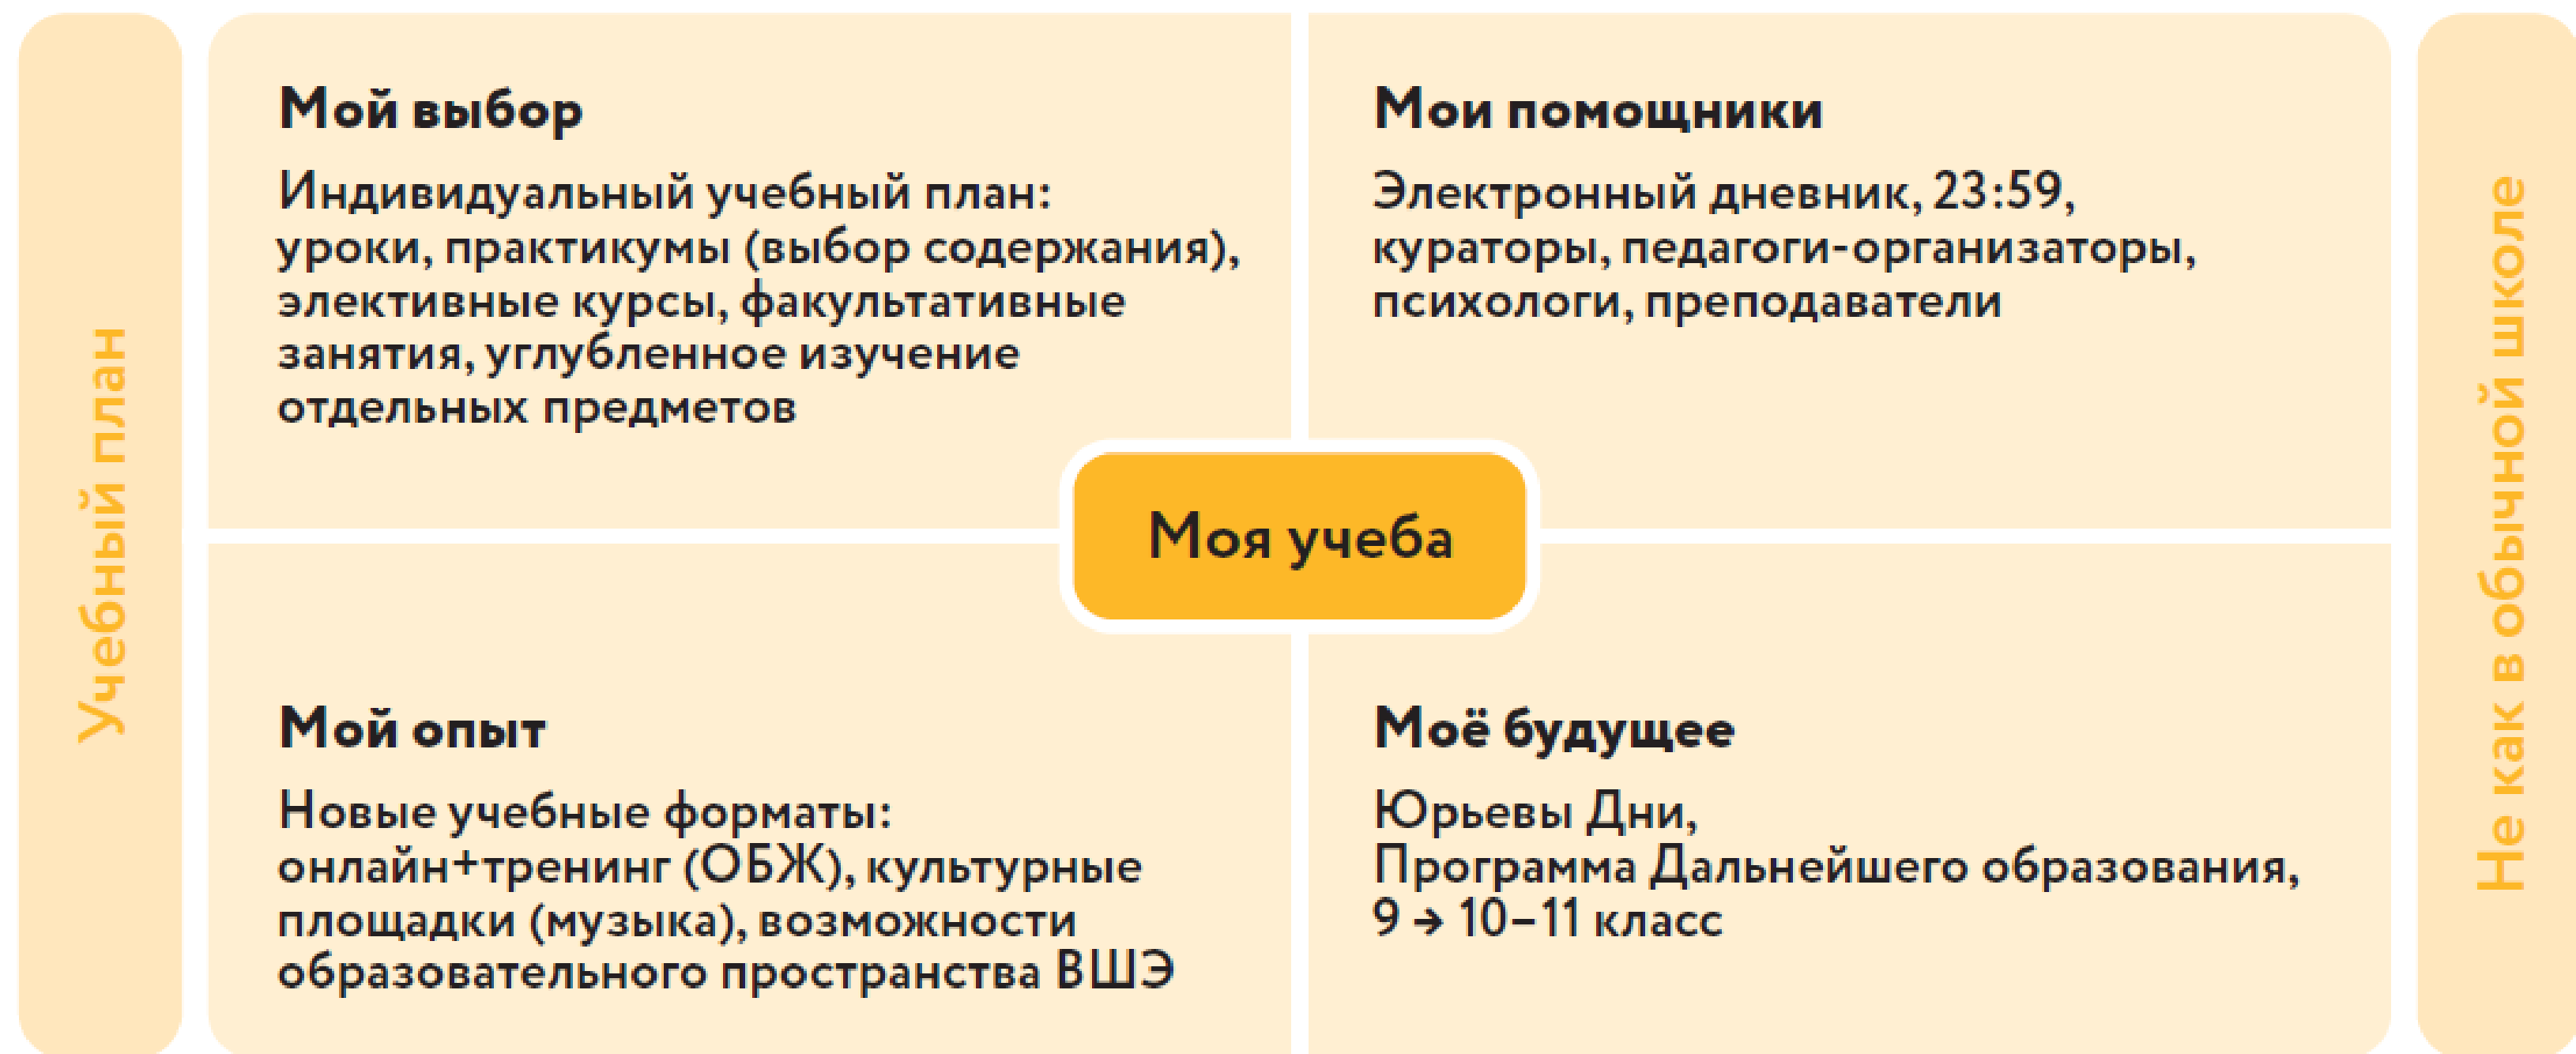 Учебный план
Мой выбор
Индивидуальный учебный план:
уроки, практикумы (выбор содержания),
элективные курсы, факультативные
занятия, углубленное изучение
отдельных предметов
Мои помощники
Электронный дневник, 23:59,
кураторы, педагоги-организаторы,
психологи, преподаватели
Моя учеба
Мой опыт
Новые учебные форматы:
онлайн+тренинг (ОБЖ), культурные
площадки (музыка), возможности
образовательного пространства ВШЭ
Моё будущее
Юрьевы Дни,
Программа Дальнейшего образования,
9 → 10–11 класс
Не как в обычной школе